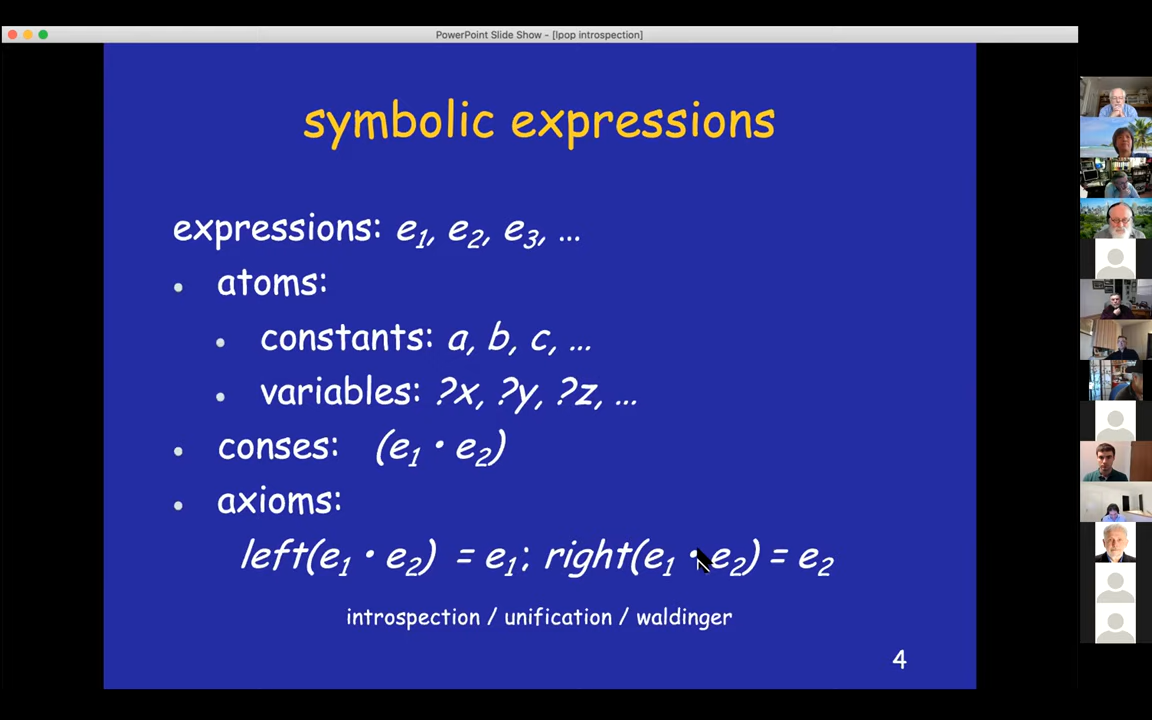 PowerPoint Slide Show - [lpop introspection]
symbolic expressions
expressions: e₁, e₂, e₃, ...
• atoms:
• constants: a, b, c, ...
• variables: ?x, ?y, ?z, ...
• conses: (e₁ • e₂)
• axioms:
left(e₁ • e₂) = e₁; right(e₁ • e₂) = e₂
introspection / unification / waldinger
4